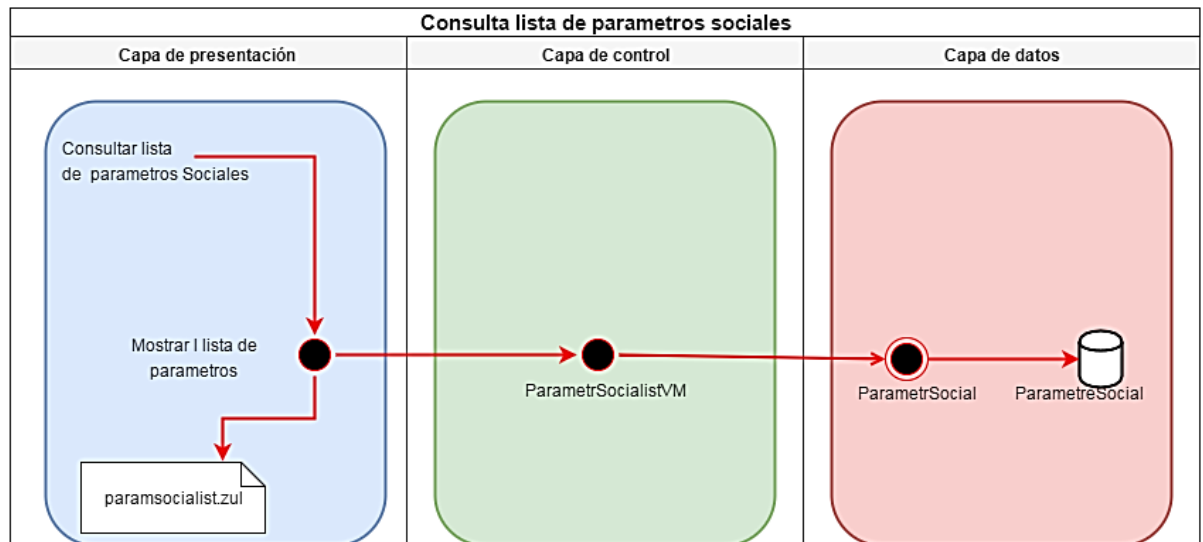 Consulta lista de parametros sociales
Capa de presentación
Capa de control
Capa de datos
Consultar lista
de parametros Sociales
Mostrar l lista de
parametros
paramsocialist.zul
ParametrSocialistVM
ParametrSocial
ParametreSocial